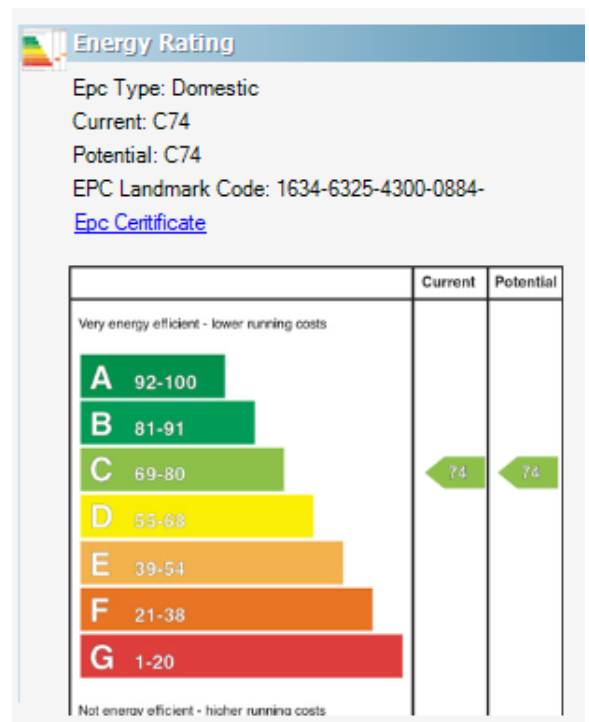 Energy Rating
Epc Type: Domestic
Current: C74
Potential: C74
EPC Landmark Code: 1634-6325-4300-0884-
Epc Ceritificate
Current Potential
Very energy efficient - lower running costs
A 92-100
B 81-91
C 69-80 74 74
D 55-68
E 39-54
F 21-38
G 1-20
Not energy efficient - higher running costs